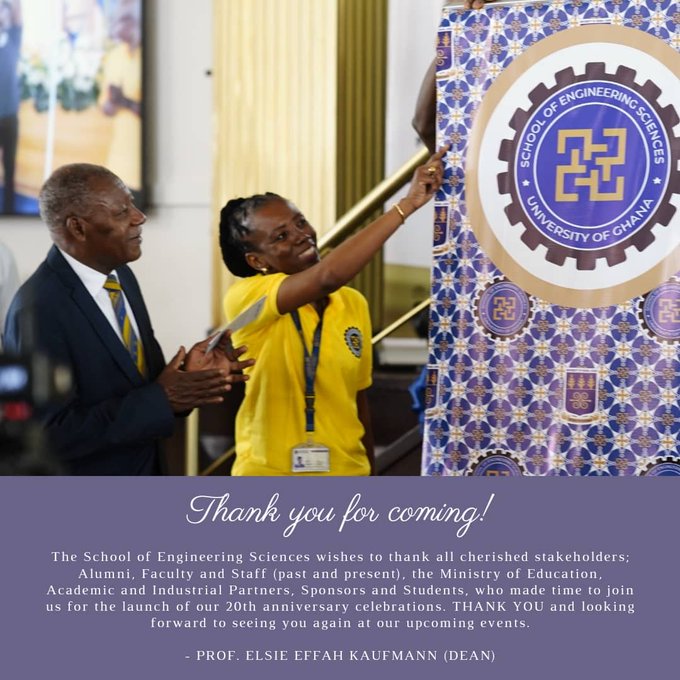 SCHOOL OF ENGINEERING SCIENCES
UNIVERSITY OF GHANA
Thank you for coming!
The School of Engineering Sciences wishes to thank all cherished stakeholders;
Alumni, Faculty and Staff (past and present), the Ministry of Education,
Academic and Industrial Partners, Sponsors and Students, who made time to join
us for the launch of our 20th anniversary celebrations. THANK YOU and looking
forward to seeing you again at our upcoming events.
- PROF. ELSIE EFFAH KAUFMANN (DEAN)